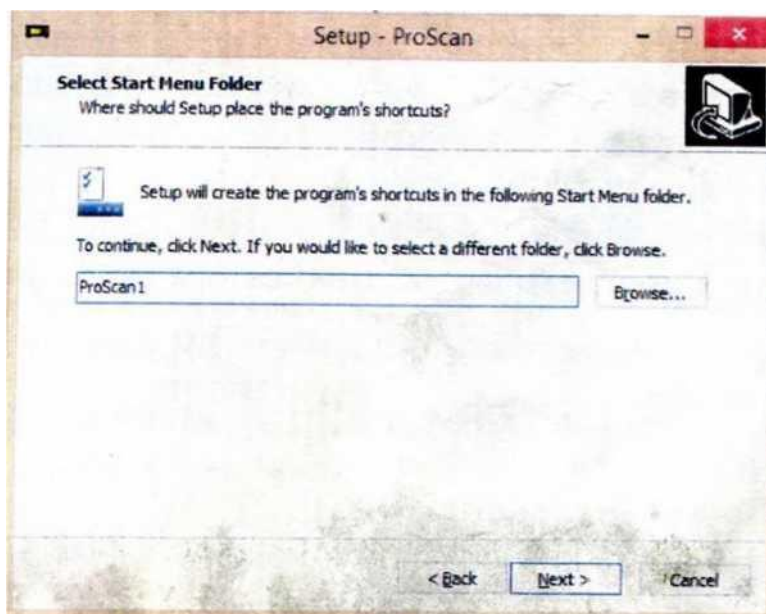 Setup - ProScan
Select Start Menu Folder
Where should Setup place the program's shortcuts?
Setup will create the program's shortcuts in the following Start Menu folder.
To continue, click Next. If you would like to select a different folder, click Browse.
ProScan1
Browse...
< Back
Next >
Cancel